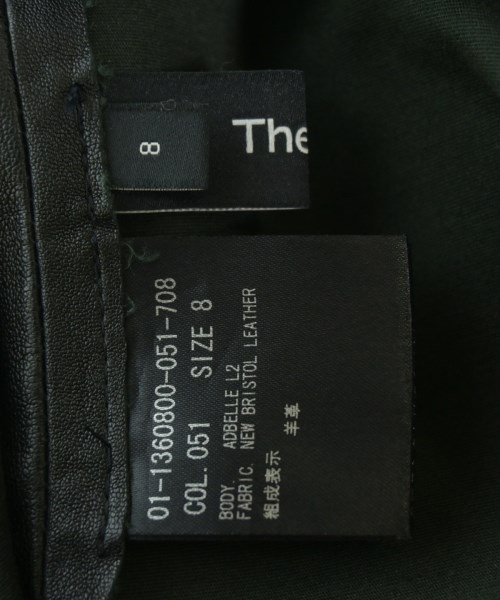 8
The
01-1360800-051-708
COL. 051 SIZE 8
BODY. ADBELLE L2
FABRIC. NEW BRISTOL LEATHER
組成表示 羊革